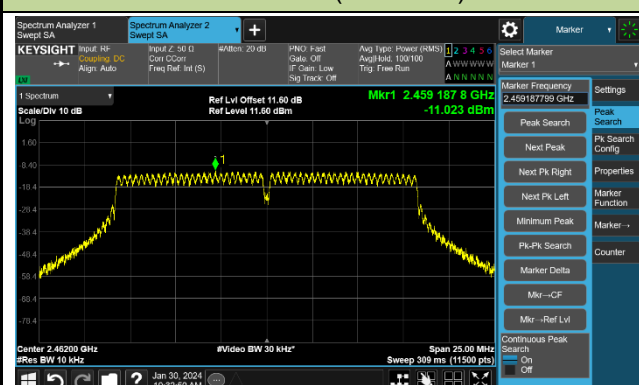 Spectrum Analyzer 1
Swept SA
Spectrum Analyzer 2
Swept SA
+
Marker
KEYSIGHT
Input: RF
Coupling: DC
Align: Auto
Input Z: 50 Ω
Corr CCorr
Freq Ref: Int (S)
#Atten: 20 dB
PNO: Fast
Gate: Off
IF Gain: Low
Sig Track: Off
Avg Type: Power (RMS)
Avg|Hold: 100/100
Trig: Free Run
1 2 3 4 5 6
A W W W W W
A N N N N N
Select Marker
Marker 1
1 Spectrum
Scale/Div 10 dB
Log
Ref Lvl Offset 11.60 dB
Ref Level 11.60 dBm
Mkr1 2.459 187 8 GHz
-11.023 dBm
1.60
-8.40
-18.4
-28.4
-38.4
-48.4
-58.4
-68.4
-78.4
1
Center 2.46200 GHz
#Res BW 10 kHz
#Video BW 30 kHz*
Span 25.00 MHz
Sweep 309 ms (11500 pts)
Marker Frequency
2.459187799 GHz
Peak Search
Next Peak
Next Pk Right
Next Pk Left
Minimum Peak
Pk-Pk Search
Marker Delta
Mkr→CF
Mkr→Ref Lvl
Continuous Peak
Search
On
Off
Settings
Peak
Search
Pk Search
Config
Properties
Marker
Function
Marker→
Counter
Jan 30, 2024